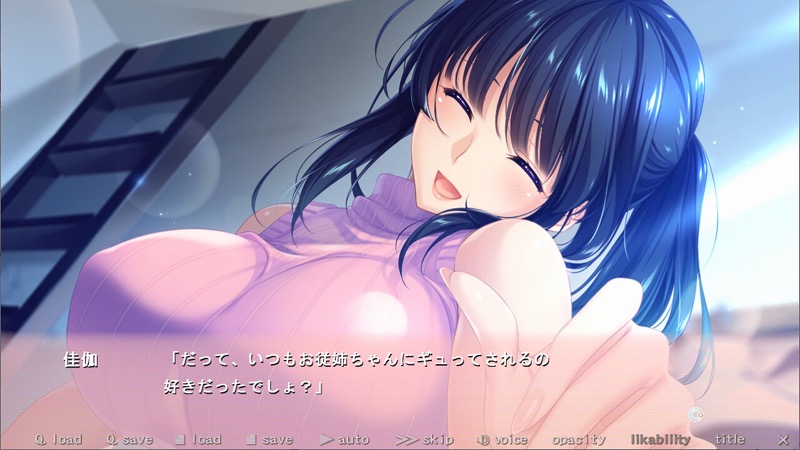 佳伽
「だって、いつもお従姉ちゃんにギュってされるの
好きだったでしょ？」
Q.load Q.save load save auto skip voice opacity likability title